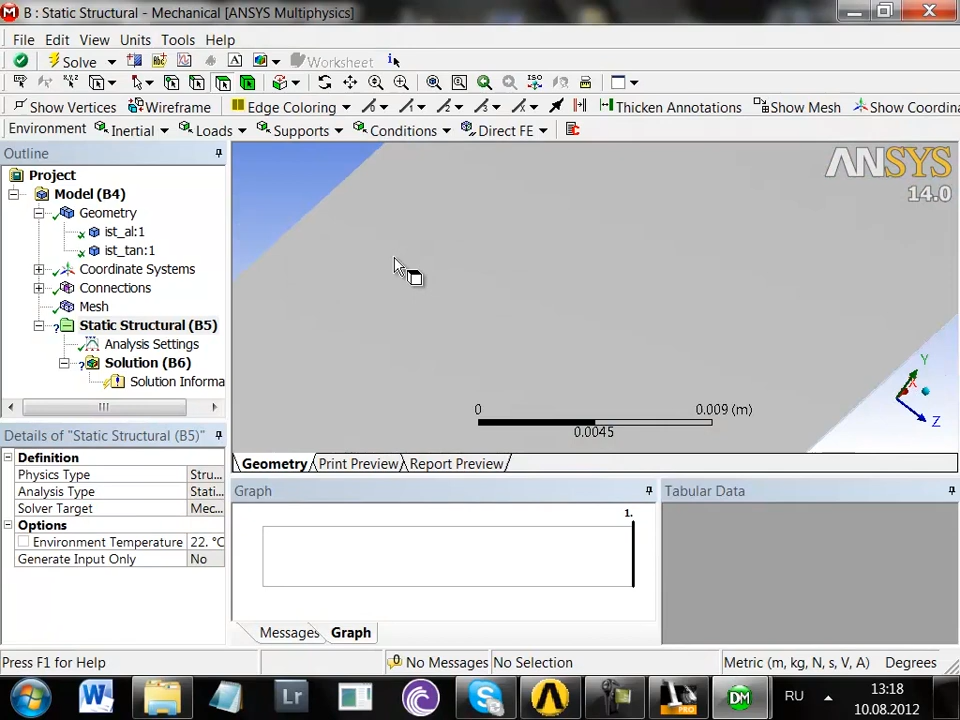 B : Static Structural - Mechanical [ANSYS Multiphysics]
File Edit View Units Tools Help
Solve Worksheet
Show Vertices Wireframe Edge Coloring Thicken Annotations Show Mesh Show Coordina
Environment Inertial Loads Supports Conditions Direct FE
Outline
Project
Model (B4)
Geometry
ist_al:1
ist_tan:1
Coordinate Systems
Connections
Mesh
Static Structural (B5)
Analysis Settings
Solution (B6)
Solution Informa
ANSYS
14.0
Y
X
Z
0 0.009 (m)
0.0045
Details of "Static Structural (B5)"
Definition
Physics Type Stru...
Analysis Type Stati...
Solver Target Mec...
Options
Environment Temperature 22. °C
Generate Input Only No
Geometry Print Preview Report Preview
Graph
1.
Tabular Data
Messages Graph
Press F1 for Help
0 No Messages No Selection Metric (m, kg, N, s, V, A) Degrees
W Lr S PRO DM RU 13:18
10.08.2012